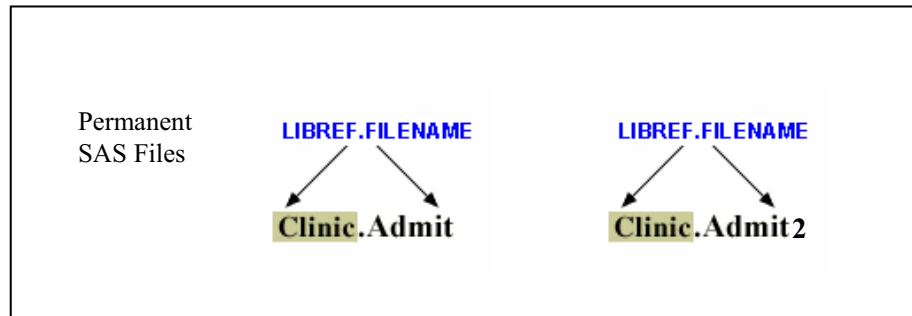 Permanent
SAS Files
LIBREF.FILENAME LIBREF.FILENAME
Clinic.Admit Clinic.Admit2